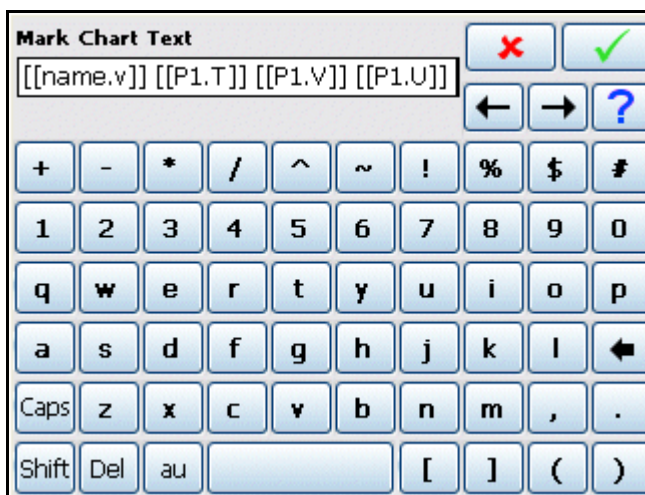 Mark Chart Text
[[name.v]] [[P1.T]] [[P1.V]] [[P1.U]]
?
+ - * / ^ ~ ! % $ #
1 2 3 4 5 6 7 8 9 0
q w e r t y u i o p
a s d f g h j k l
Caps z x c v b n m , .
Shift Del au [ ] ( )